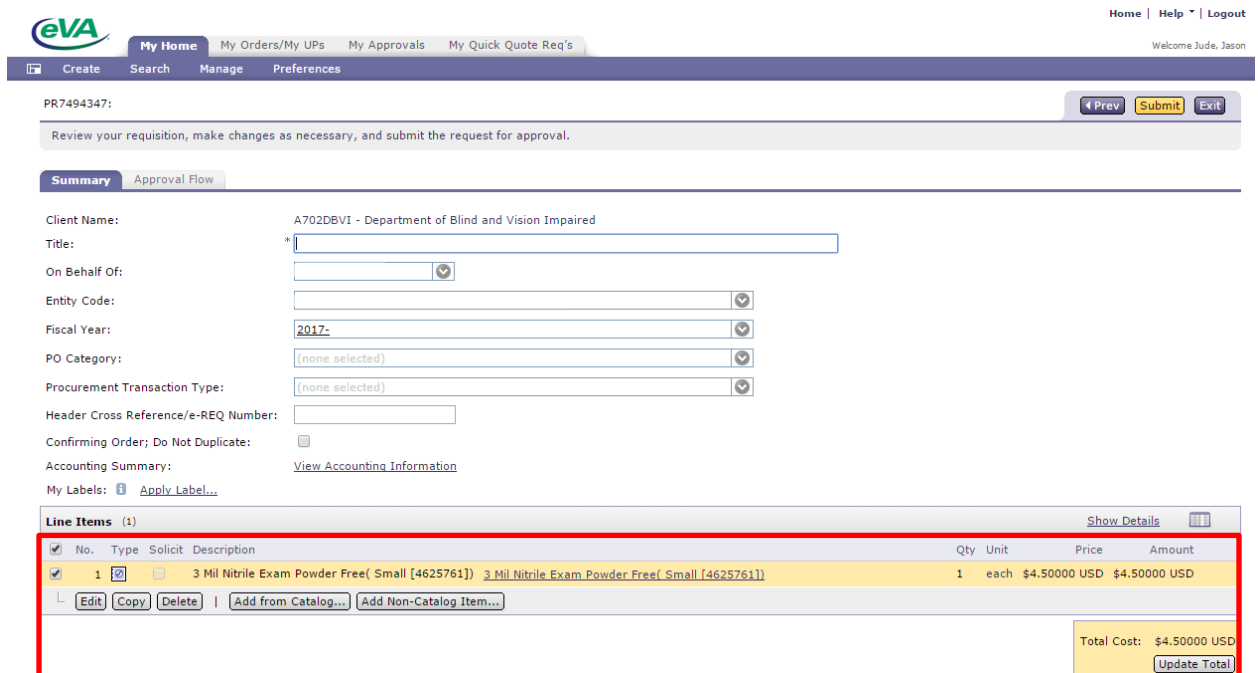 Home | Help | Logout
eVA
My Home My Orders/My UPs My Approvals My Quick Quote Req's
Welcome Jude, Jason
Create Search Manage Preferences
PR7494347:
Prev Submit Exit
Review your requisition, make changes as necessary, and submit the request for approval.
Summary Approval Flow
Client Name: A702DBVI - Department of Blind and Vision Impaired
Title: *
On Behalf Of:
Entity Code:
Fiscal Year: 2017-
PO Category: (none selected)
Procurement Transaction Type: (none selected)
Header Cross Reference/e-REQ Number:
Confirming Order; Do Not Duplicate:
Accounting Summary: View Accounting Information
My Labels: Apply Label...
Line Items (1) Show Details
No. Type Solicit Description Qty Unit Price Amount
1 3 Mil Nitrile Exam Powder Free( Small [4625761]) 3 Mil Nitrile Exam Powder Free( Small [4625761]) 1 each $4.50000 USD $4.50000 USD
Edit Copy Delete | Add from Catalog... Add Non-Catalog Item...
Total Cost: $4.50000 USD
Update Total